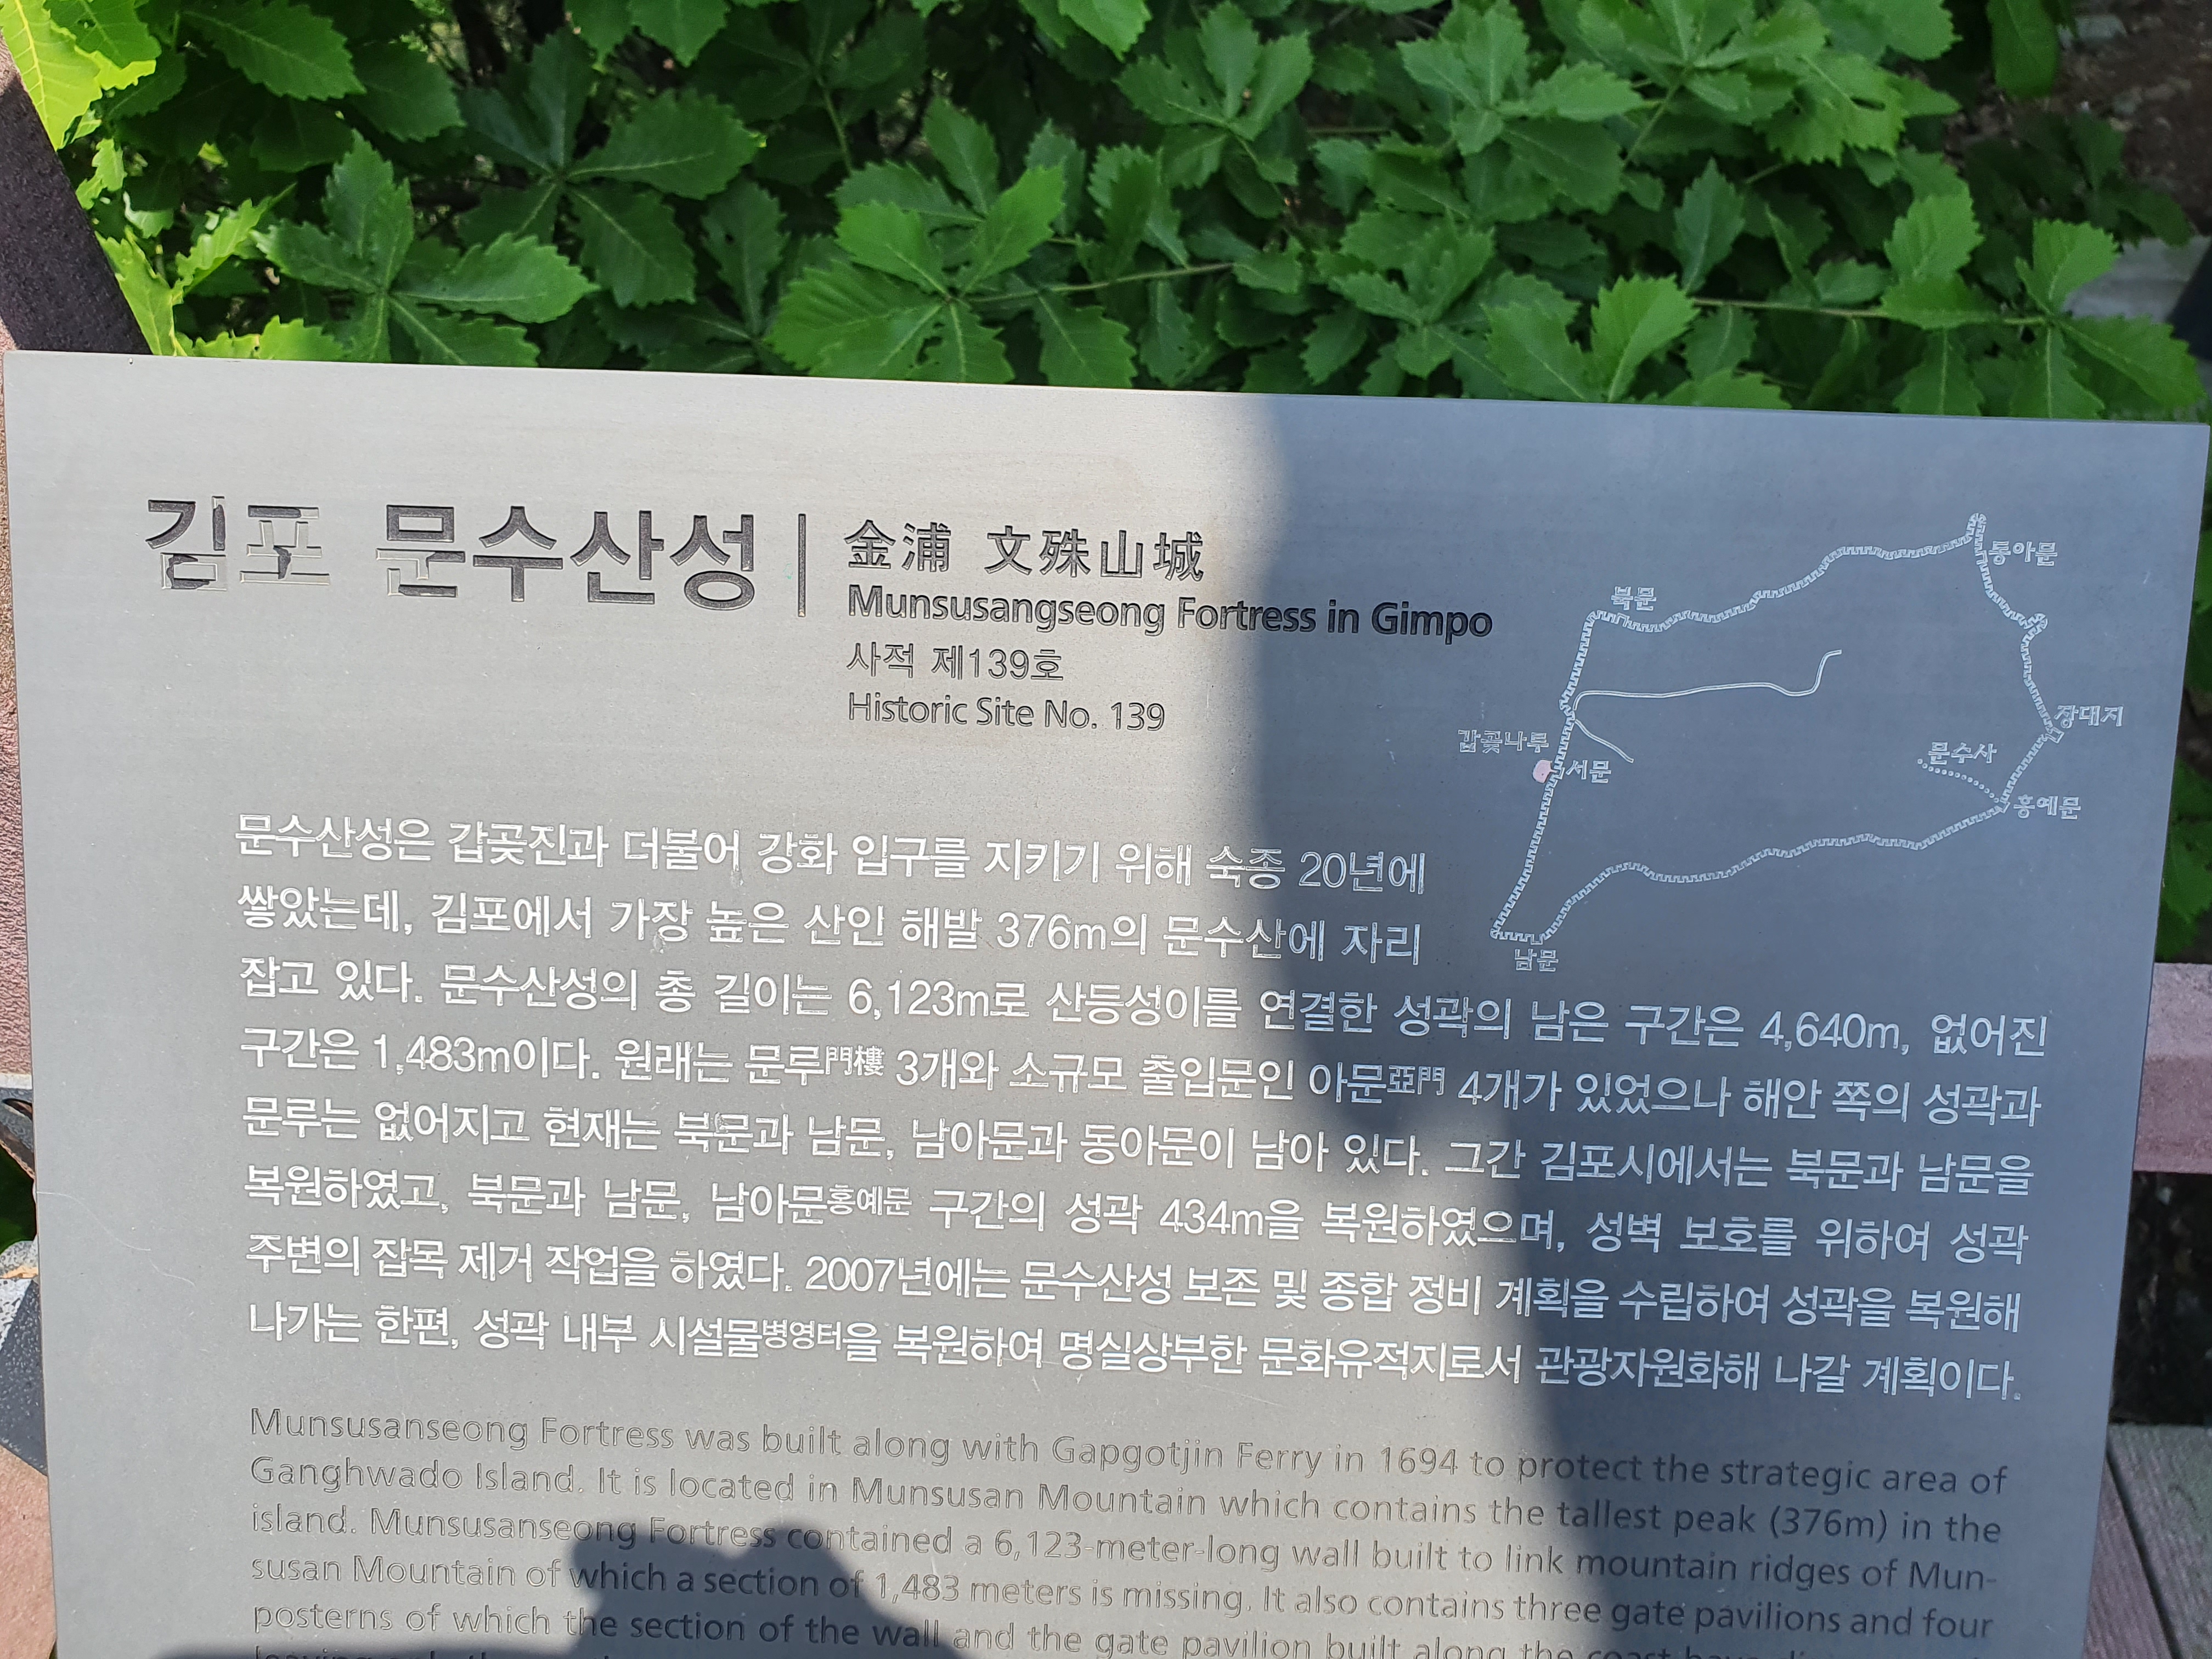 김포 문수산성
金浦 文殊山城
Munsusangseong Fortress in Gimpo
사적 제139호
Historic Site No. 139
동아문
북문
장대지
갑곶나루
문수사
서문
홍예문
남문
문수산성은 갑곶진과 더불어 강화 입구를 지키기 위해 숙종 20년에
쌓았는데, 김포에서 가장 높은 산인 해발 376m의 문수산에 자리
잡고 있다. 문수산성의 총 길이는 6,123m로 산등성이를 연결한 성곽의 남은 구간은 4,640m, 없어진
구간은 1,483m이다. 원래는 문루門樓 3개와 소규모 출입문인 아문亞門 4개가 있었으나 해안 쪽의 성곽과
문루는 없어지고 현재는 북문과 남문, 남아문과 동아문이 남아 있다. 그간 김포시에서는 북문과 남문을
복원하였고, 북문과 남문, 남아문홍예문 구간의 성곽 434m을 복원하였으며, 성벽 보호를 위하여 성곽
주변의 잡목 제거 작업을 하였다. 2007년에는 문수산성 보존 및 종합 정비 계획을 수립하여 성곽을 복원해
나가는 한편, 성곽 내부 시설물병영터을 복원하여 명실상부한 문화유적지로서 관광자원화해 나갈 계획이다.
Munsusanseong Fortress was built along with Gapgotjin Ferry in 1694 to protect the strategic area of
Ganghwado Island. It is located in Munsusan Mountain which contains the tallest peak (376m) in the
island. Munsusanseong Fortress contained a 6,123-meter-long wall built to link mountain ridges of Mun-
susan Mountain of which a section of 1,483 meters is missing. It also contains three gate pavilions and four
posterns of which the section of the wall and the gate pavilion built along the coast have